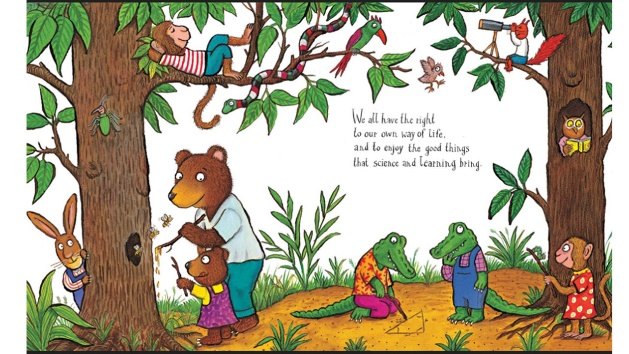 We all have the right
to our own way of life,
and to enjoy the good things
that science and learning bring.